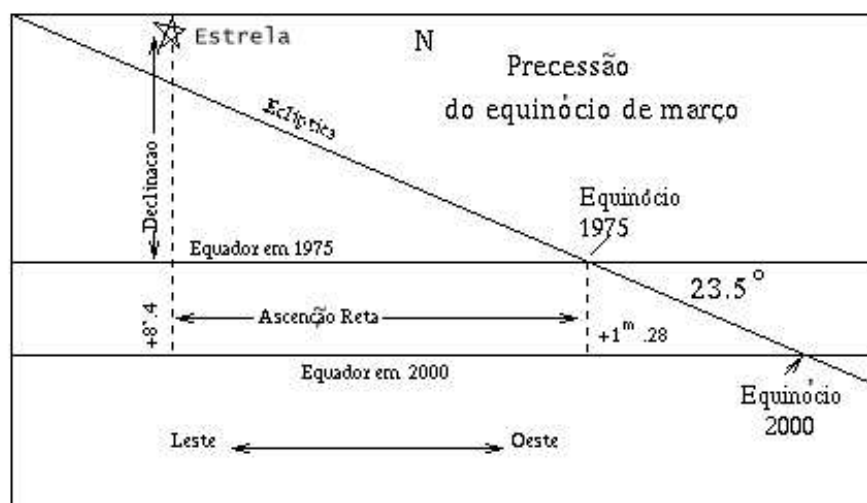 Estrela
N
Precessão
do equinócio de março
Eclíptica
Declinacao
Equinócio
1975
Equador em 1975
23.5°
+8'.4
Ascenção Reta
+1m .28
Equador em 2000
Equinócio
2000
Leste
Oeste